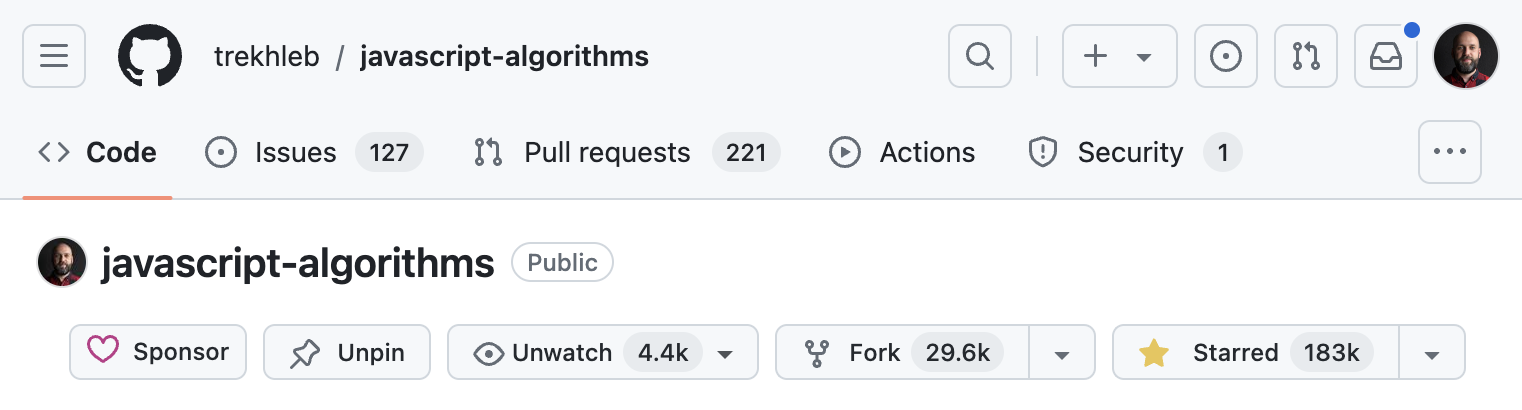 trekhleb / javascript-algorithms
Code Issues 127 Pull requests 221 Actions Security 1
javascript-algorithms Public
Sponsor Unpin Unwatch 4.4k Fork 29.6k Starred 183k